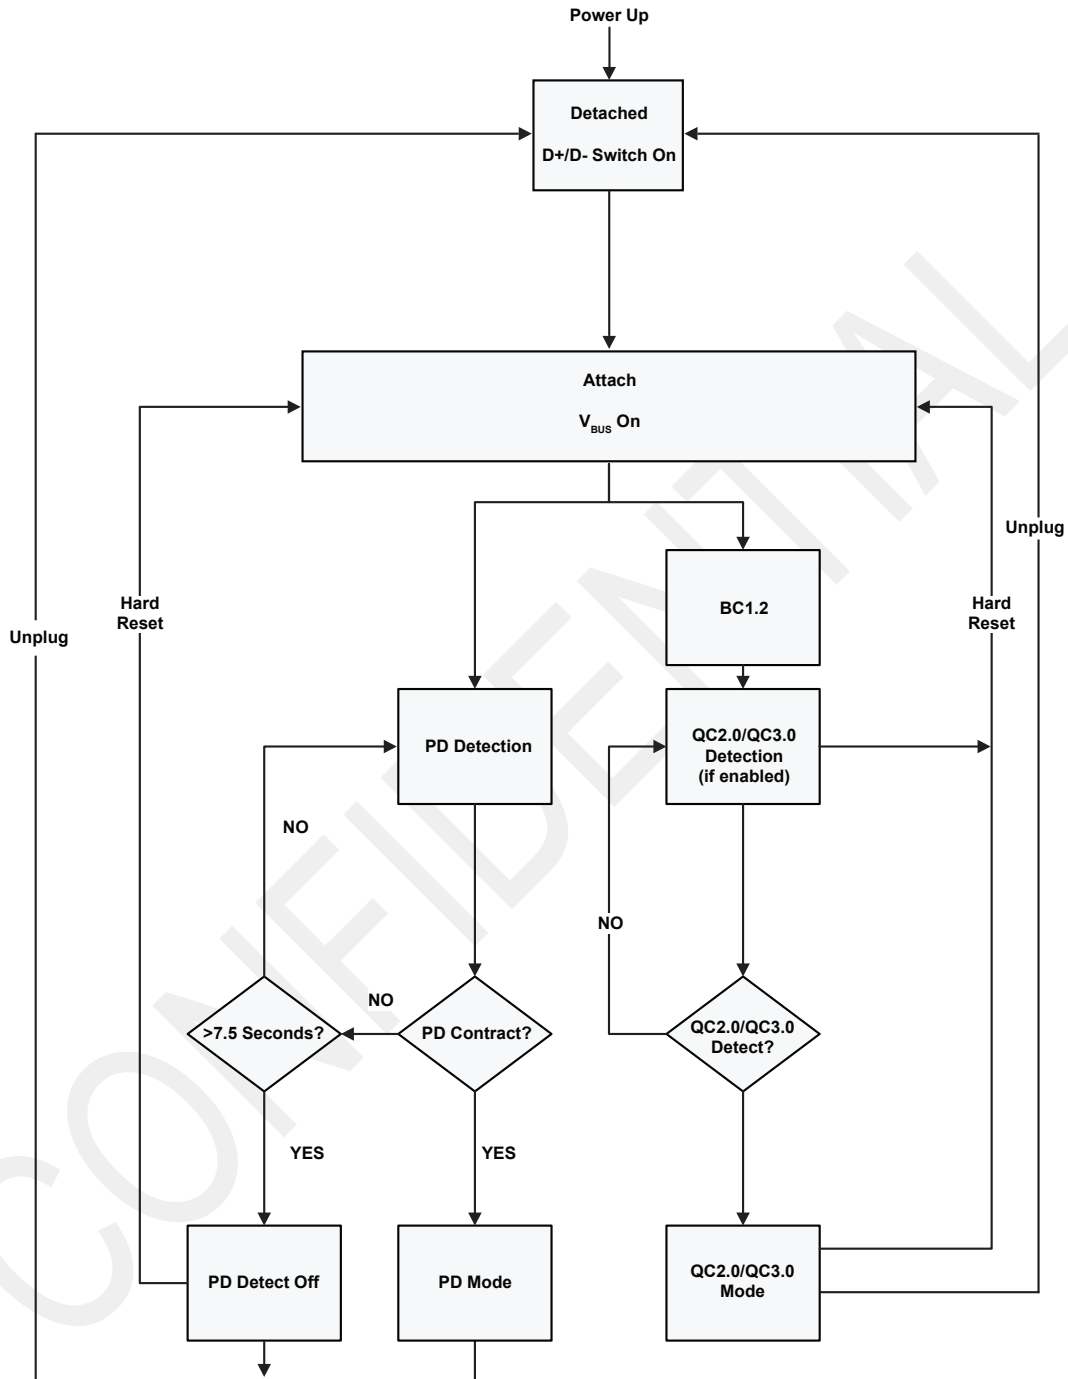 Power Up
Detached
D+/D- Switch On
Attach
VBUS On
Unplug
BC1.2
Hard
Reset
Hard
Reset
Unplug
PD Detection
QC2.0/QC3.0
Detection
(if enabled)
NO
NO
NO
>7.5 Seconds?
PD Contract?
QC2.0/QC3.0
Detect?
YES
YES
PD Detect Off
PD Mode
QC2.0/QC3.0
Mode
CONFIDENTIAL